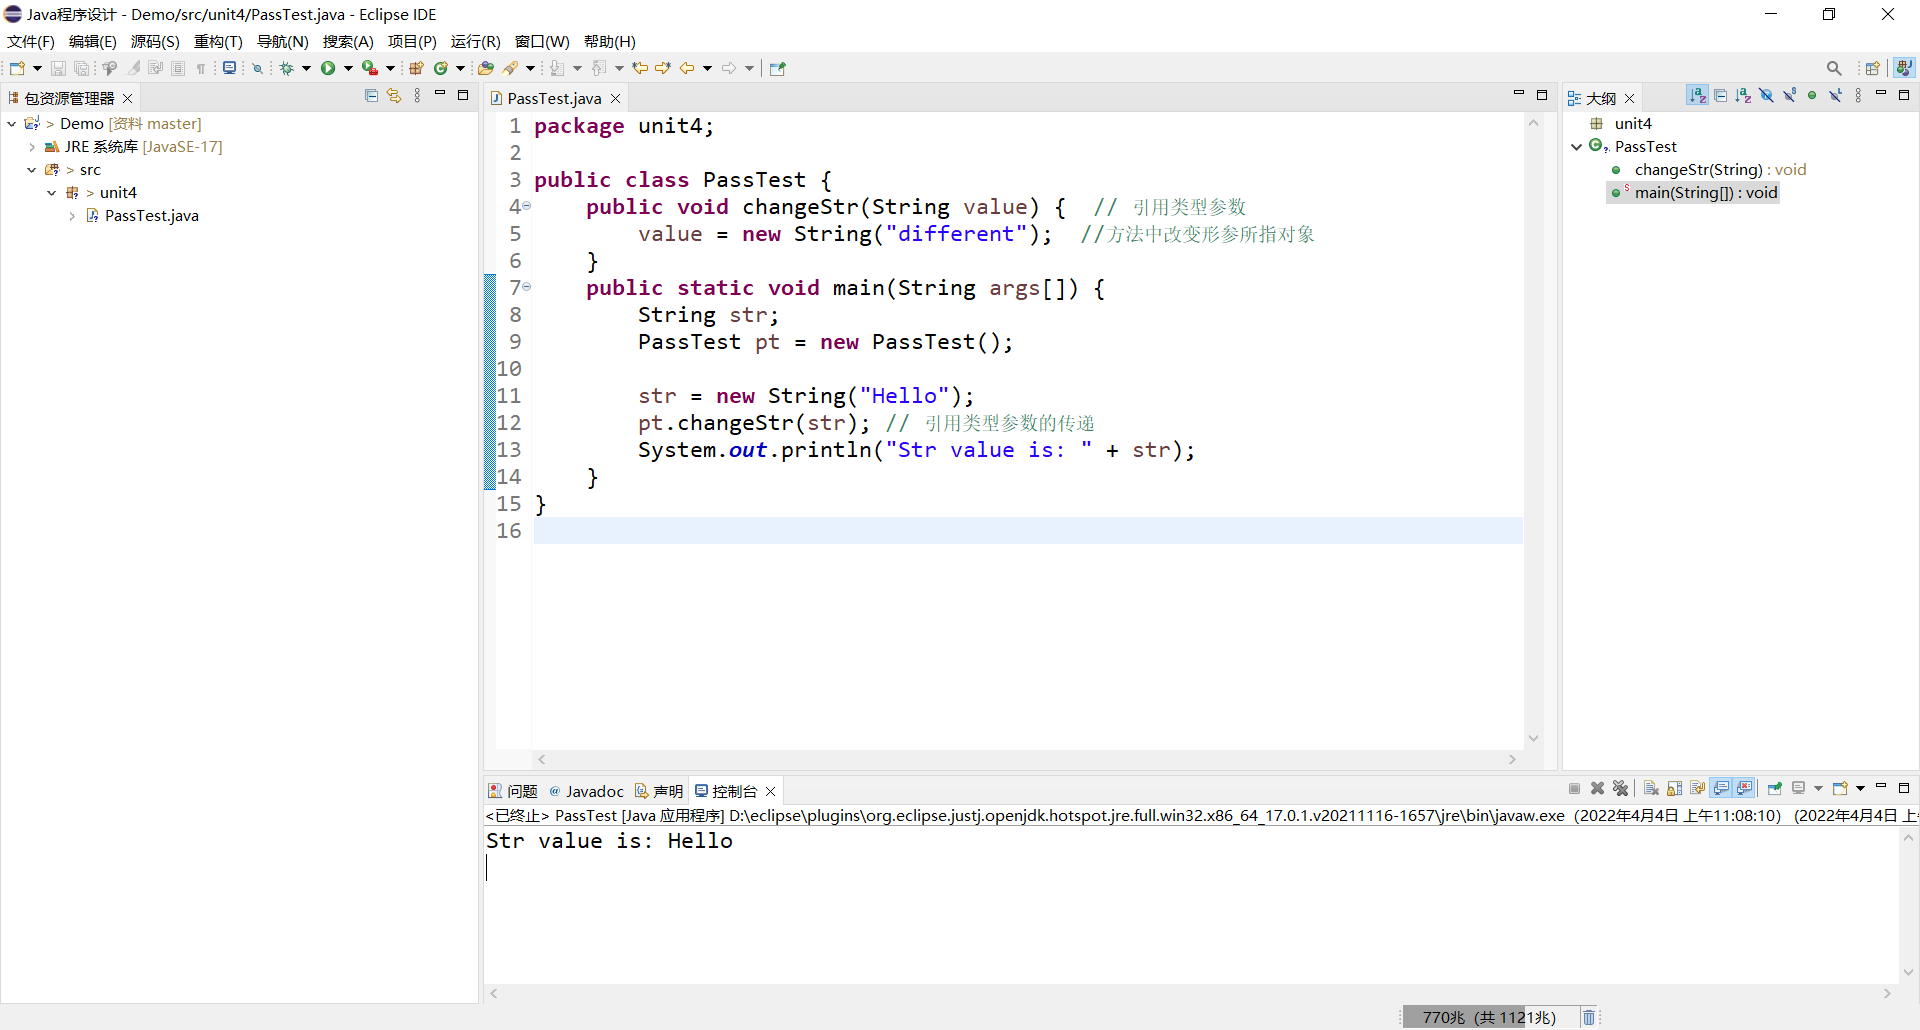 Java程序设计 - Demo/src/unit4/PassTest.java - Eclipse IDE
文件(F) 编辑(E) 源码(S) 重构(T) 导航(N) 搜索(A) 项目(P) 运行(R) 窗口(W) 帮助(H)
包资源管理器
> Demo [资料 master]
JRE 系统库 [JavaSE-17]
> src
> unit4
PassTest.java
PassTest.java
1 package unit4;
2
3 public class PassTest {
4 public void changeStr(String value) { // 引用类型参数
5 value = new String("different"); //方法中改变形参所指对象
6 }
7 public static void main(String args[]) {
8 String str;
9 PassTest pt = new PassTest();
10
11 str = new String("Hello");
12 pt.changeStr(str); // 引用类型参数的传递
13 System.out.println("Str value is: " + str);
14 }
15 }
16
大纲
unit4
PassTest
changeStr(String) : void
main(String[]) : void
问题 @ Javadoc 声明 控制台
<已终止> PassTest [Java 应用程序] D:\eclipse\plugins\org.eclipse.justj.openjdk.hotspot.jre.full.win32.x86_64_17.0.1.v20211116-1657\jre\bin\javaw.exe（2022年4月4日 上午11:08:10）（2022年4月4日 上
Str value is: Hello
770兆（共 1121兆）